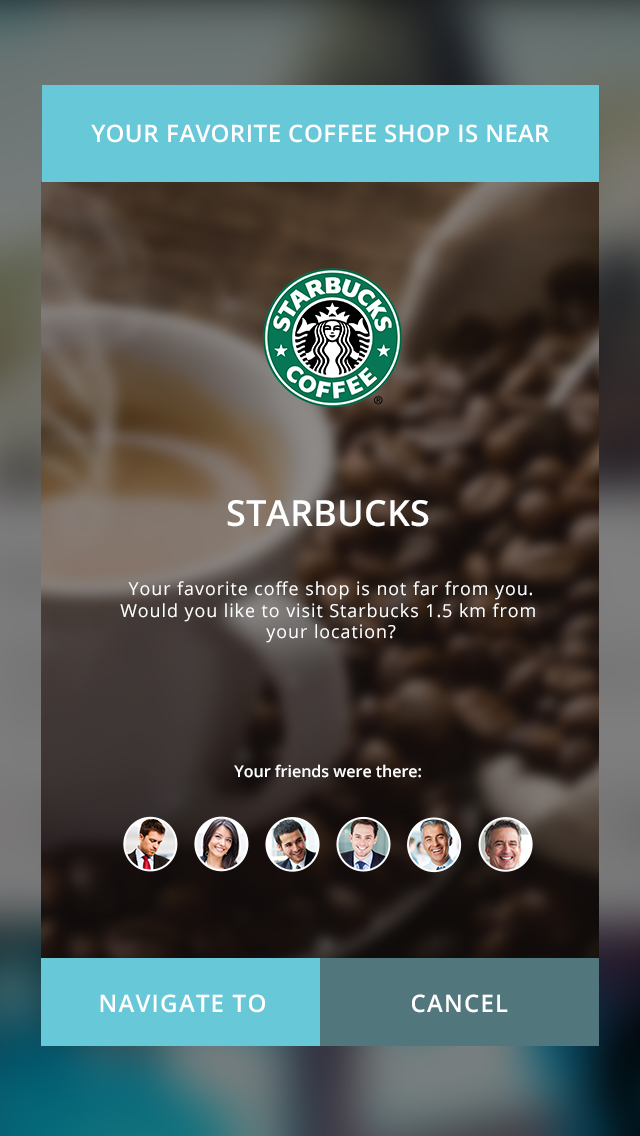 YOUR FAVORITE COFFEE SHOP IS NEAR
STARBUCKS
COFFEE
®
STARBUCKS
Your favorite coffe shop is not far from you.
Would you like to visit Starbucks 1.5 km from
your location?
Your friends were there:
NAVIGATE TO
CANCEL